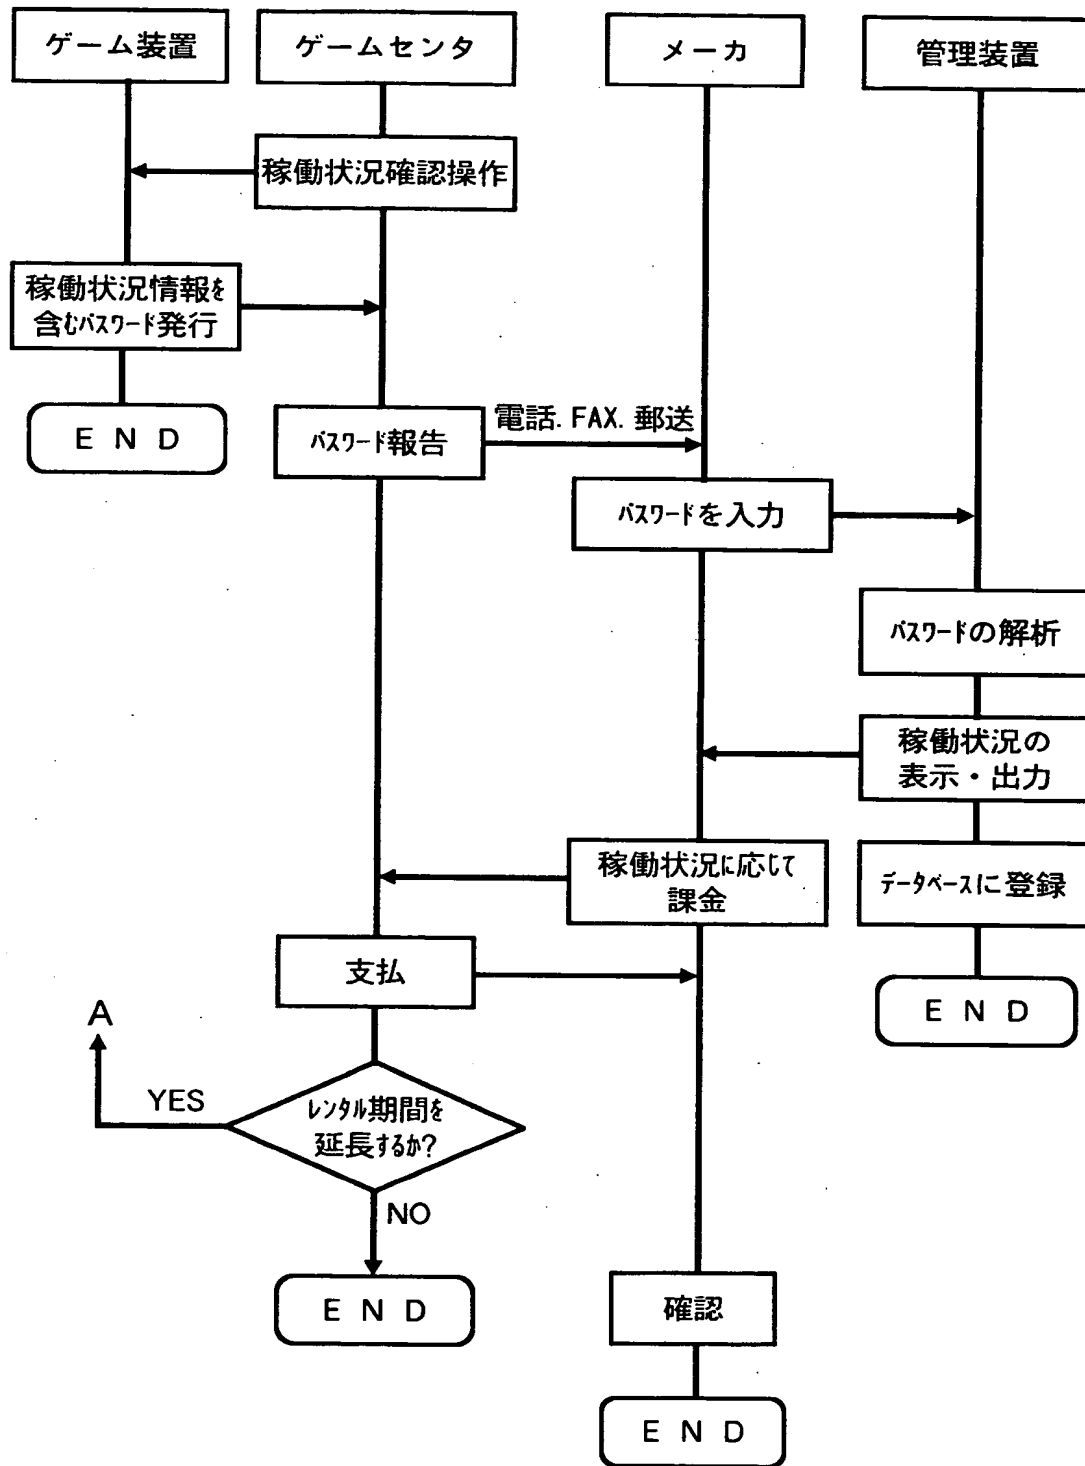 ゲーム装置
ゲームセンタ
メーカ
管理装置
稼働状況確認操作
稼働状況情報を
含むパスワード発行
END
パスワード報告
電話. FAX. 郵送
パスワードを入力
パスワードの解析
稼働状況の
表示・出力
稼働状況に応じて
課金
データベースに登録
支払
END
A
YES
レンタル期間を
延長するか?
NO
END
確認
END